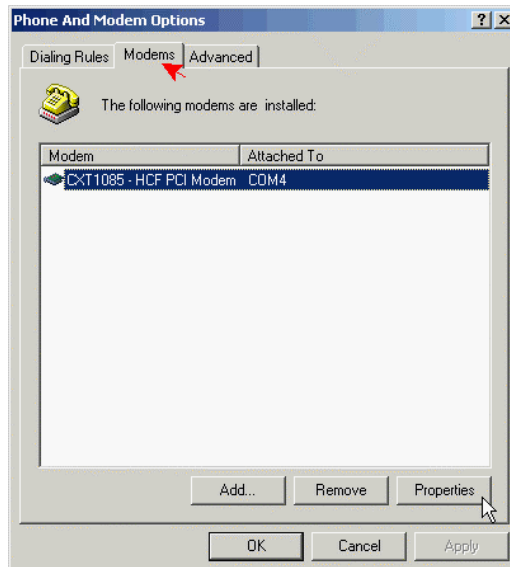 Phone And Modem Options
Dialing Rules Modems Advanced
The following modems are installed:
Modem Attached To
CXT1085 - HCF PCI Modem COM4
Add... Remove Properties
OK Cancel Apply